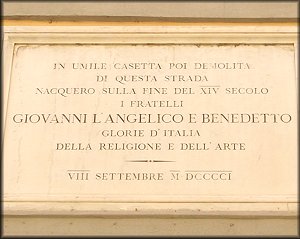 IN UMILE CASETTA POI DEMOLITA
DI QUESTA STRADA
NACQUERO SULLA FINE DEL XIV SECOLO
I FRATELLI
GIOVANNI L'ANGELICO E BENEDETTO
GLORIE D'ITALIA
DELLA RELIGIONE E DELL'ARTE
VIII SETTEMBRE M DCCCCI